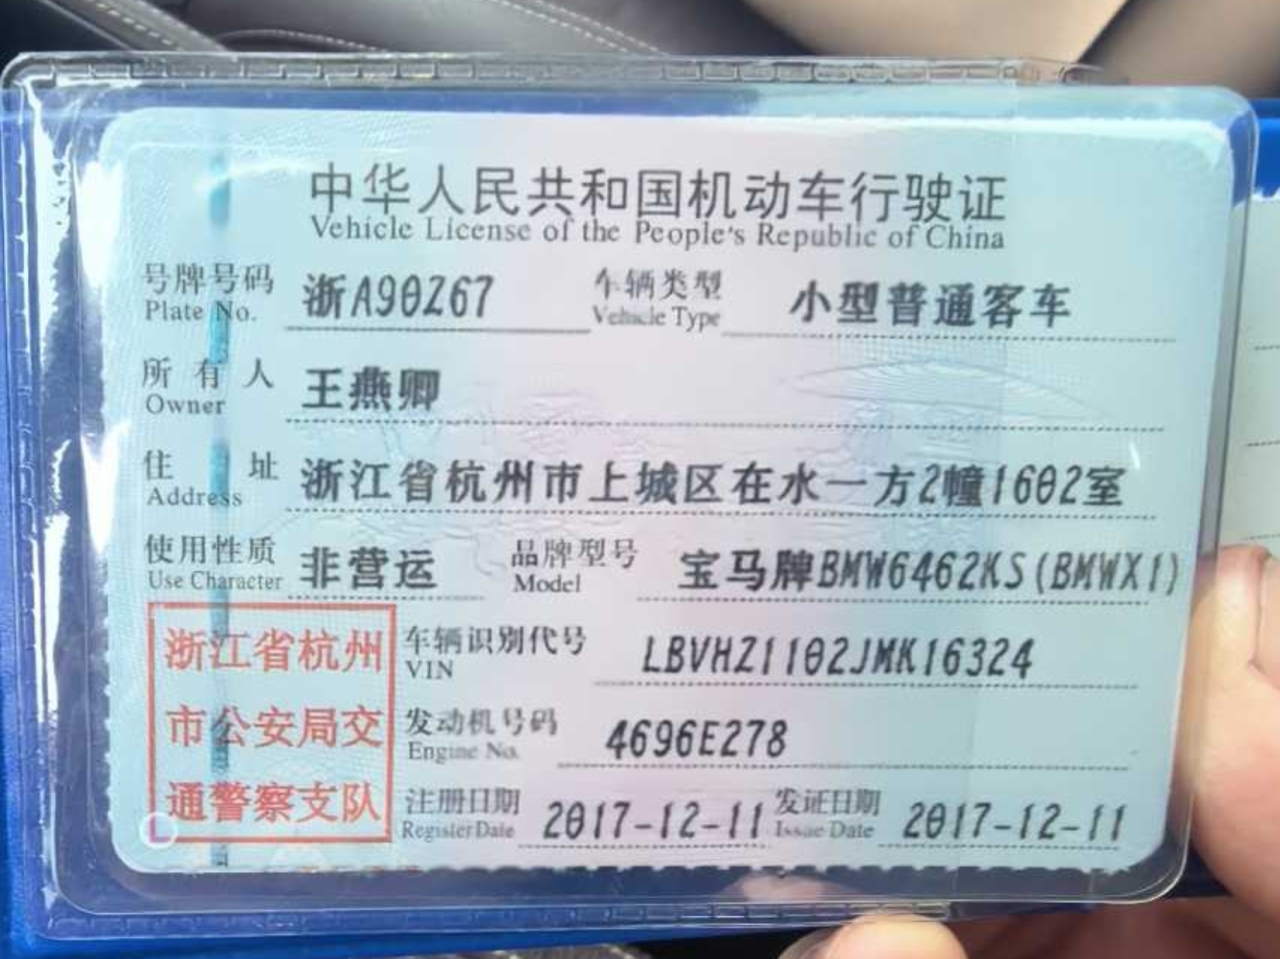 中华人民共和国机动车行驶证
Vehicle License of the People's Republic of China
号牌号码 浙A90Z67 车辆类型 小型普通客车
Plate No. Vehicle Type
所有人 王燕卿
Owner
住址 浙江省杭州市上城区在水一方2幢1602室
Address
使用性质 非营运 品牌型号 宝马牌BMW6462KS(BMWX1)
Use Character Model
浙江省杭州 车辆识别代号 LBVHZ1102JMK16324
VIN
市公安局交 发动机号码 4696E278
Engine No.
通警察支队 注册日期 2017-12-11 发证日期 2017-12-11
Register Date Issue Date